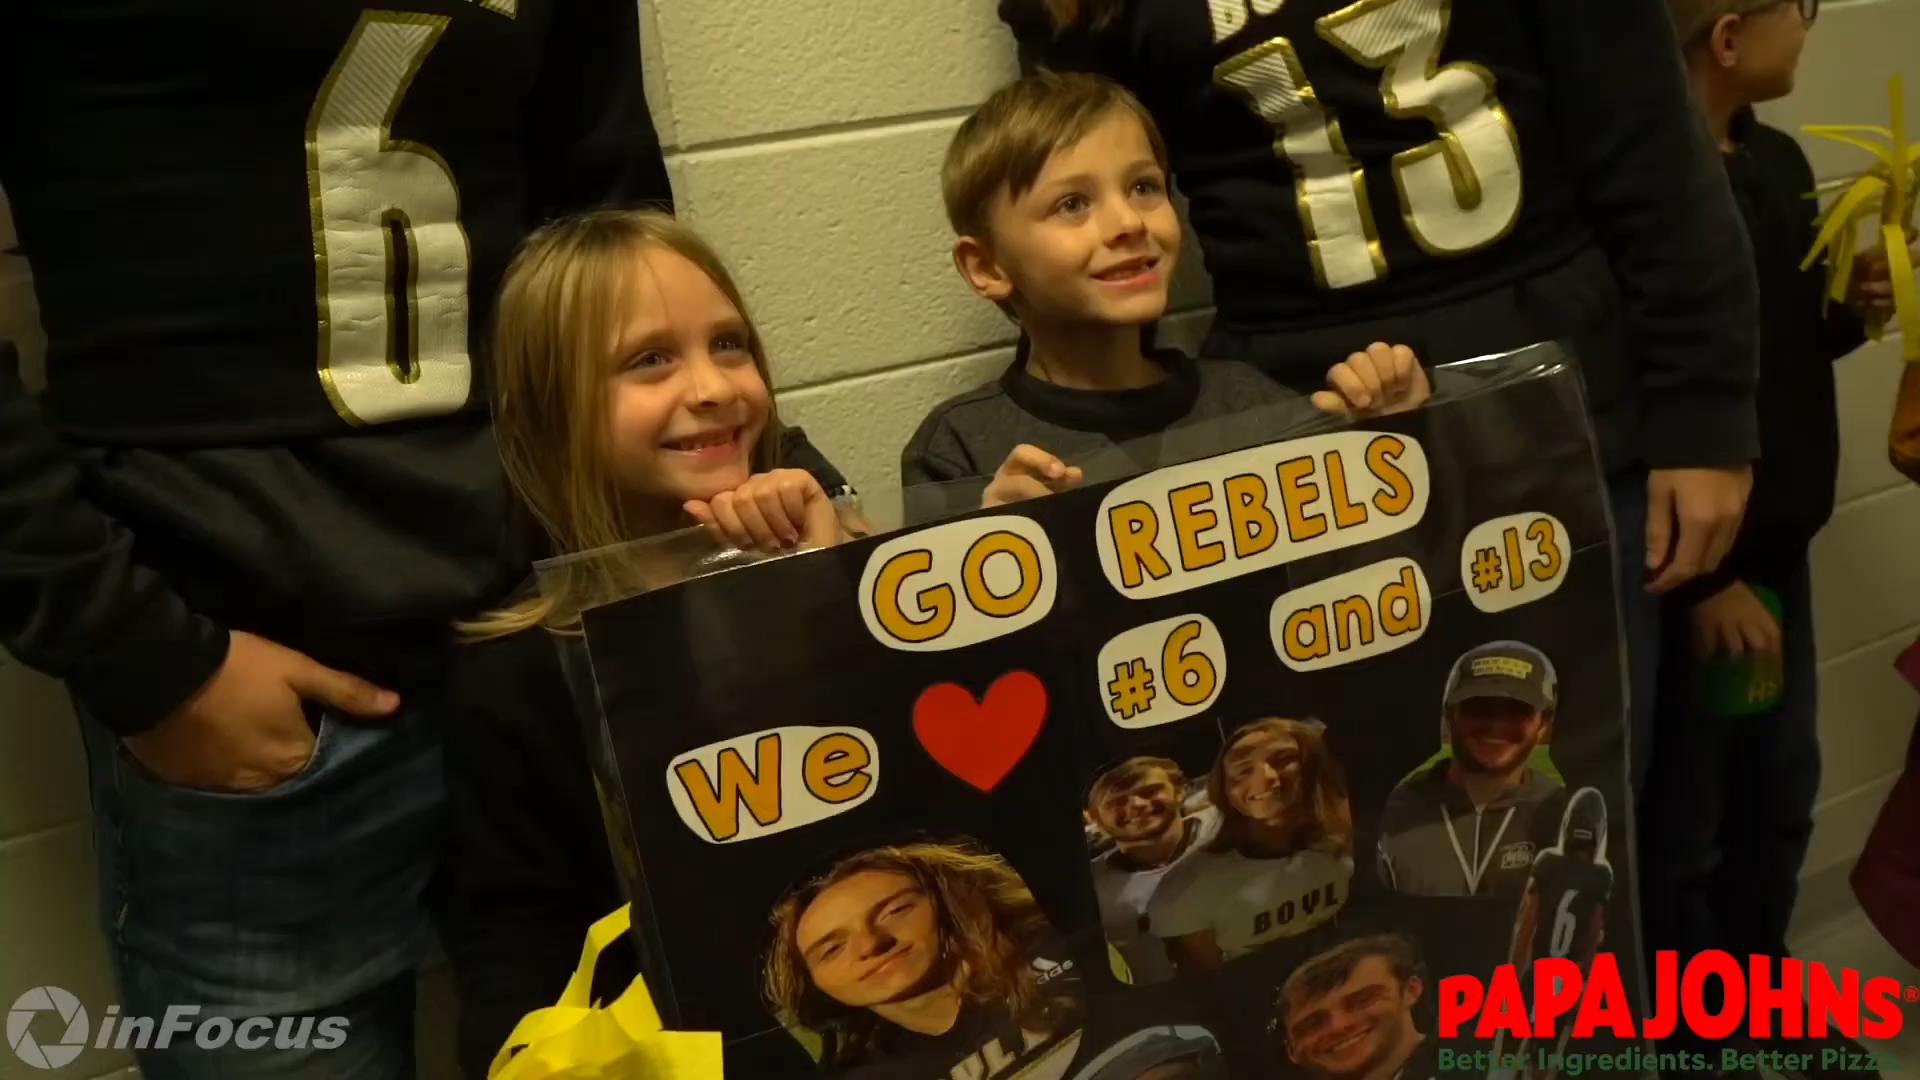 6
13
GO REBELS
We #6 and #13
BOYL
6
inFocus
PAPA JOHNS®
Better Ingredients. Better Pizza.